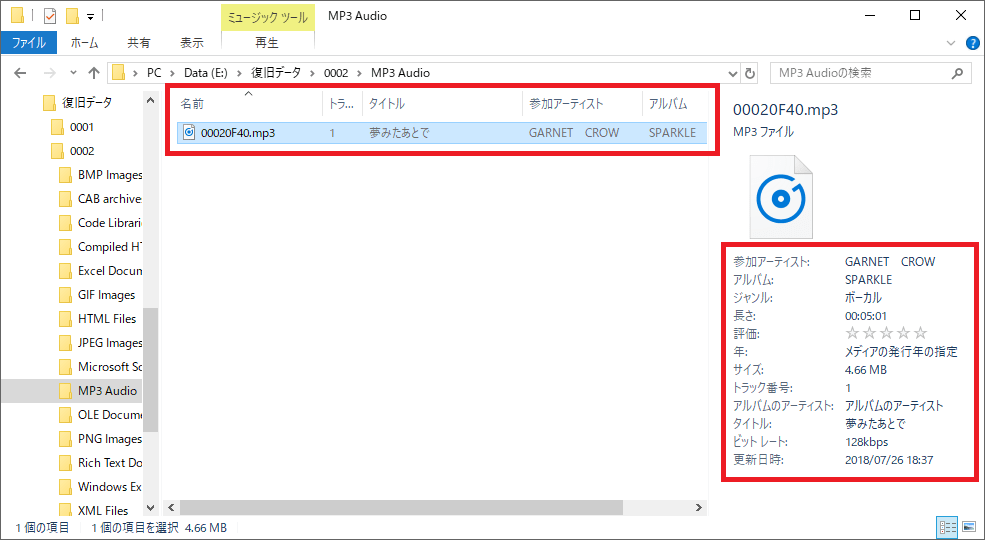 ミュージック ツール
MP3 Audio
ファイル
ホーム
共有
表示
再生
PC
Data (E:)
復旧データ
0002
MP3 Audio
MP3 Audioの検索
復旧データ
0001
0002
BMP Images
CAB archive
Code Librari
Compiled HT
Excel Docum
GIF Images
HTML Files
JPEG Images
Microsoft Sc
MP3 Audio
OLE Docume
PNG Images
Rich Text Do
Windows Ex
XML Files
名前 トラ... タイトル 参加アーティスト アルバム
00020F40.mp3 1 夢みたあとで GARNET CROW SPARKLE
00020F40.mp3
MP3 ファイル
参加アーティスト: GARNET CROW
アルバム: SPARKLE
ジャンル: ボーカル
長さ: 00:05:01
評価: ☆☆☆☆☆
年: メディアの発行年の指定
サイズ: 4.66 MB
トラック番号: 1
アルバムのアーティスト: アルバムのアーティスト
タイトル: 夢みたあとで
ビット レート: 128kbps
更新日時: 2018/07/26 18:37
1 個の項目 1 個の項目を選択 4.66 MB